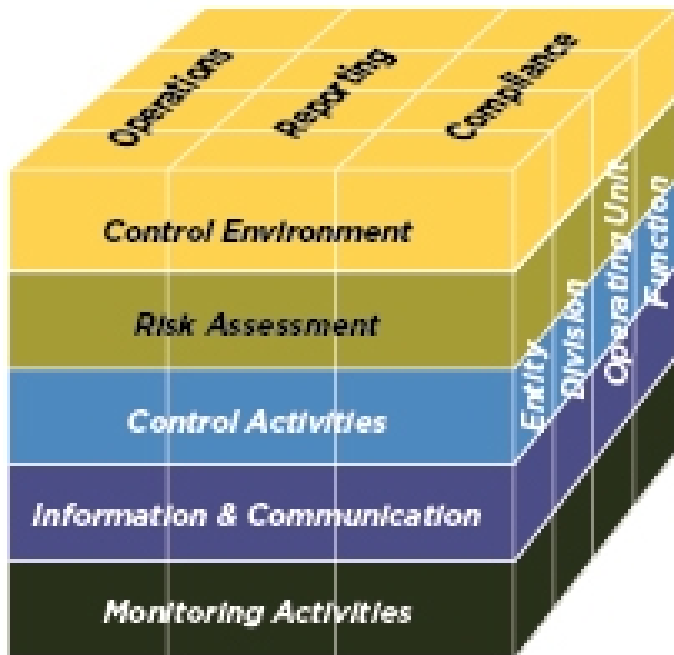 Operations
Reporting
Compliance
Control Environment
Risk Assessment
Control Activities
Information & Communication
Monitoring Activities
Entity
Division
Operating Unit
Function